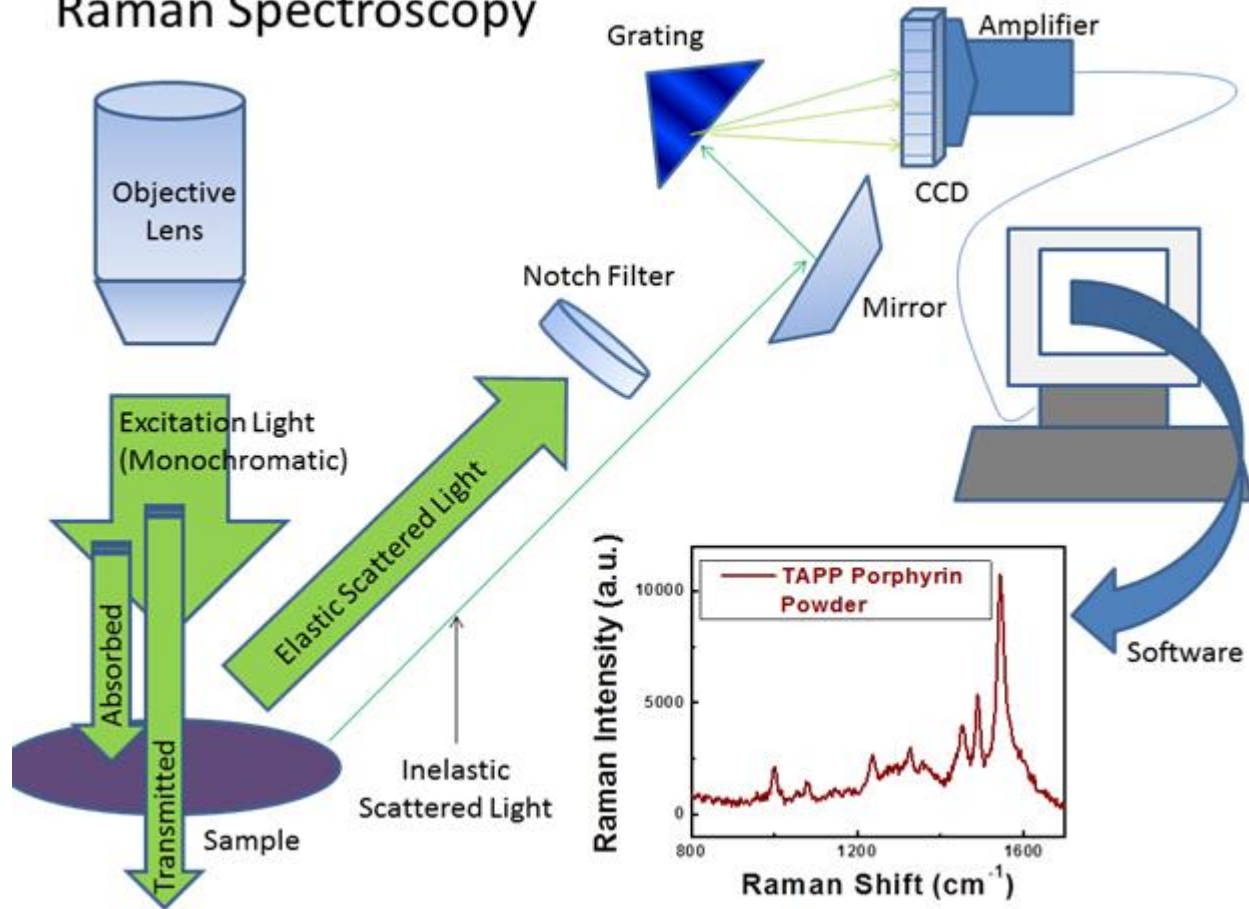 Raman Spectroscopy
Grating
Amplifier
Objective
Lens
CCD
Notch Filter
Mirror
Excitation Light
(Monochromatic)
Elastic Scattered Light
Absorbed
Transmitted
Sample
Inelastic
Scattered Light
Software
TAPP Porphyrin
Powder
Raman Intensity (a.u.)
10000
5000
0
800
1200
1600
Raman Shift (cm⁻¹)